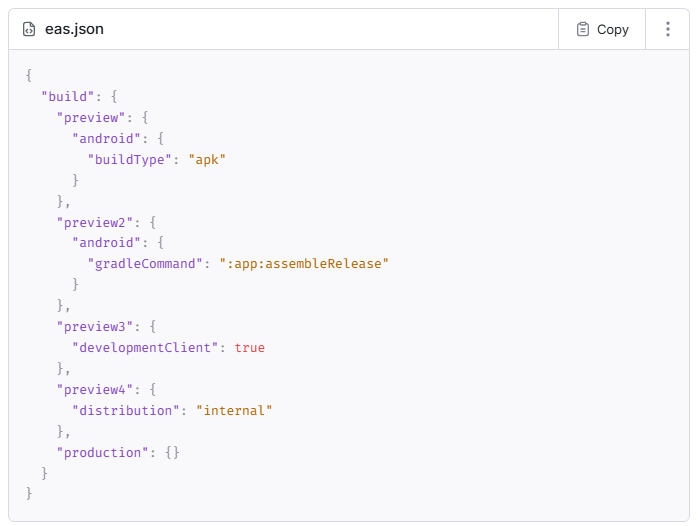 eas.json
Copy
{
  "build": {
    "preview": {
      "android": {
        "buildType": "apk"
      }
    },
    "preview2": {
      "android": {
        "gradleCommand": ":app:assembleRelease"
      }
    },
    "preview3": {
      "developmentClient": true
    },
    "preview4": {
      "distribution": "internal"
    },
    "production": {}
  }
}